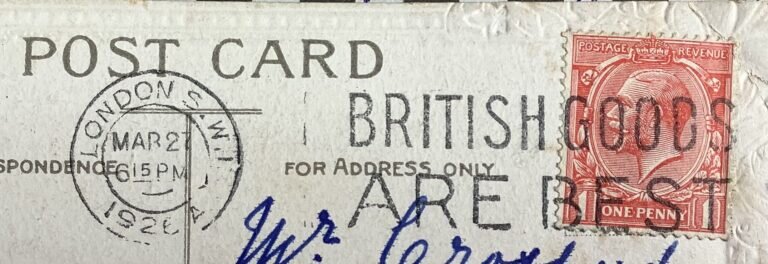 POST CARD
LONDON S.W.1
MAR 27
6 15 PM
1926
BRITISH GOODS
ARE BEST
POSTAGE REVENUE
1 ONE PENNY 1
SPONDENCE
FOR ADDRESS ONLY
Mr